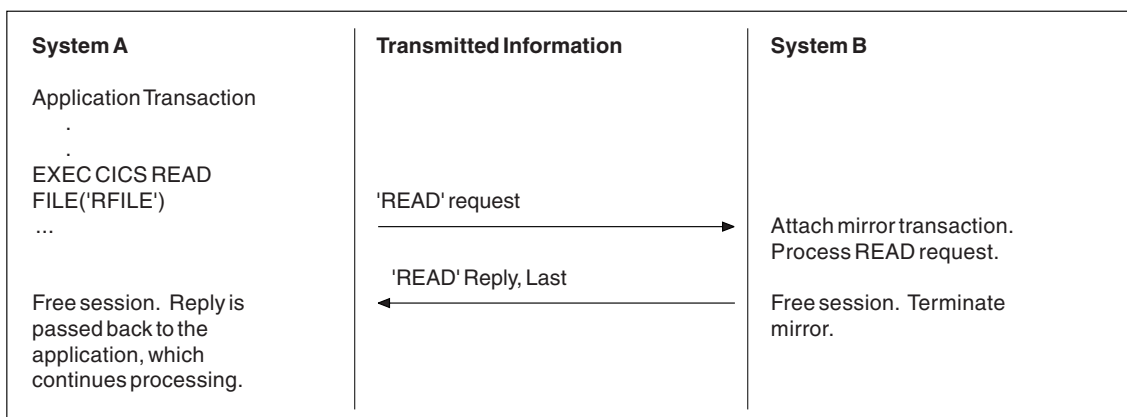 System A
Transmitted Information
System B
Application Transaction
.
.
EXEC CICS READ
FILE('RFILE')
...
'READ' request
Attach mirror transaction.
Process READ request.
'READ' Reply, Last
Free session. Reply is
passed back to the
application, which
continues processing.
Free session. Terminate
mirror.